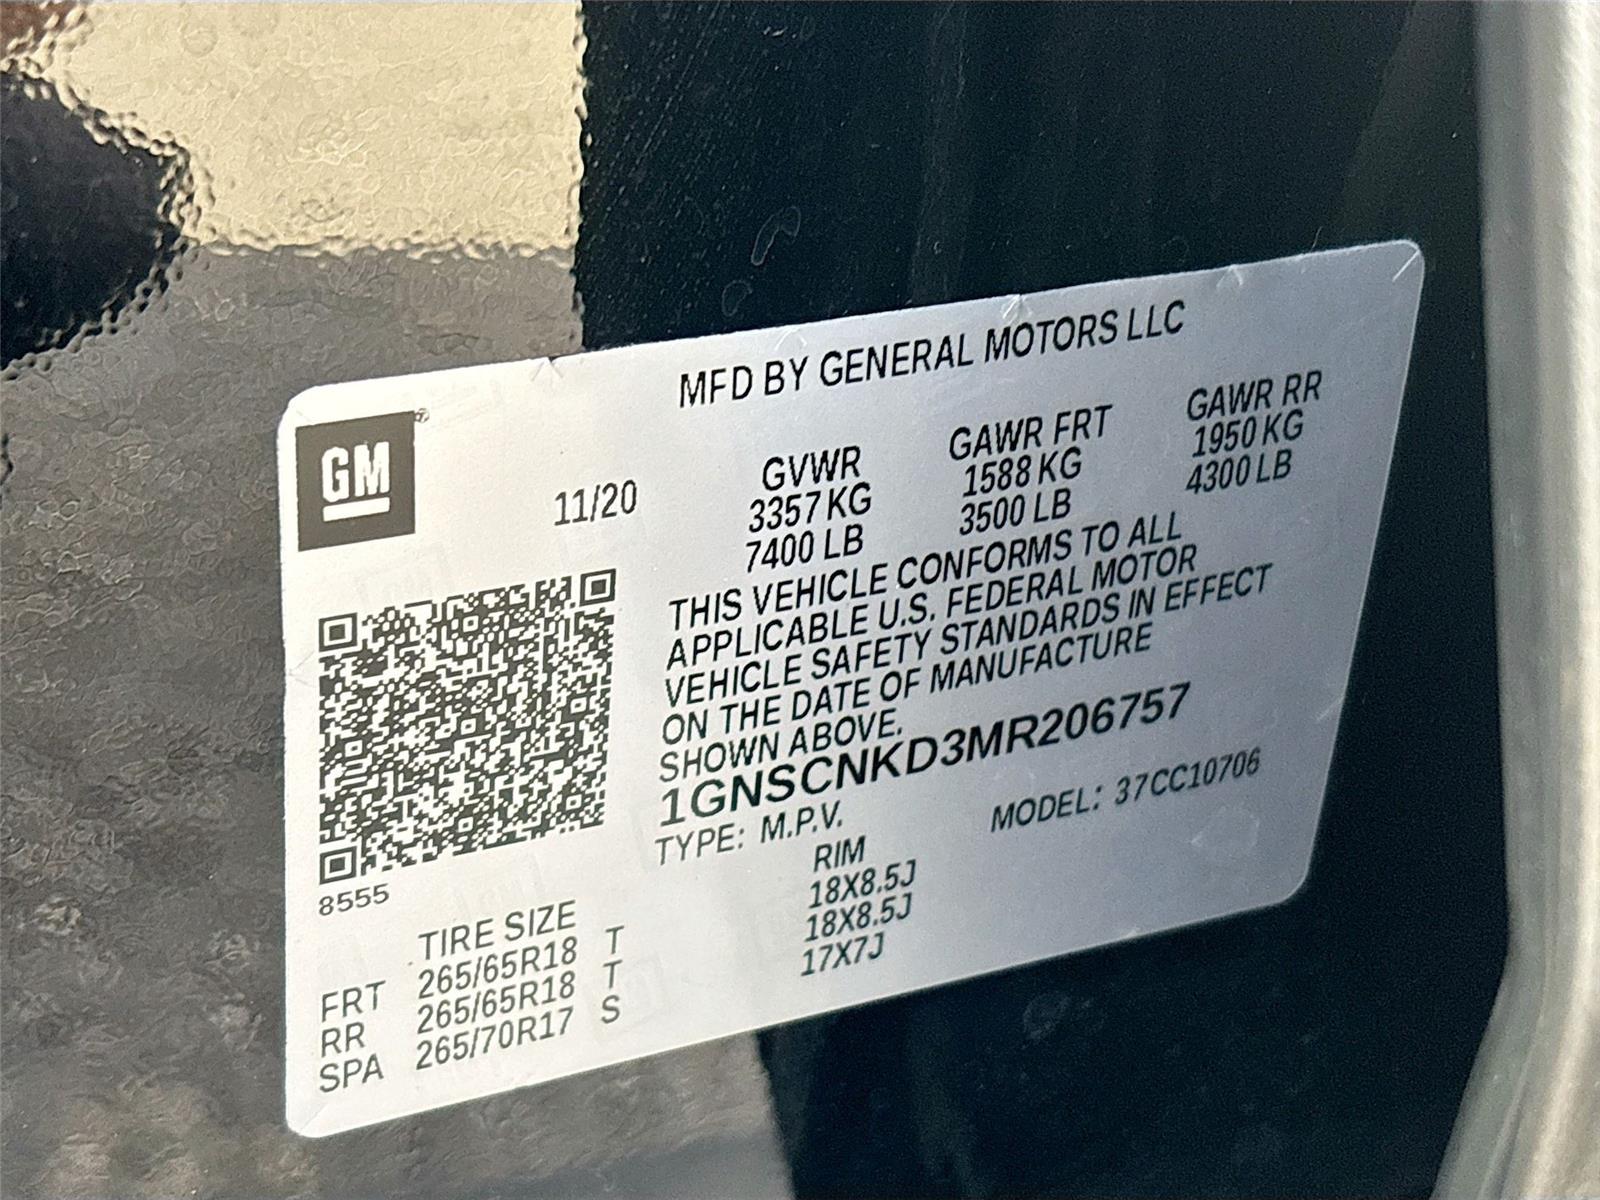 MFD BY GENERAL MOTORS LLC
GM®
11/20
GVWR
3357 KG
7400 LB
GAWR FRT
1588 KG
3500 LB
GAWR RR
1950 KG
4300 LB
THIS VEHICLE CONFORMS TO ALL
APPLICABLE U.S. FEDERAL MOTOR
VEHICLE SAFETY STANDARDS IN EFFECT
ON THE DATE OF MANUFACTURE
SHOWN ABOVE.
1GNSCNKD3MR206757
TYPE: M.P.V. MODEL: 37CC10706
8555
TIRE SIZE RIM
FRT 265/65R18 T 18X8.5J
RR 265/65R18 T 18X8.5J
SPA 265/70R17 S 17X7J